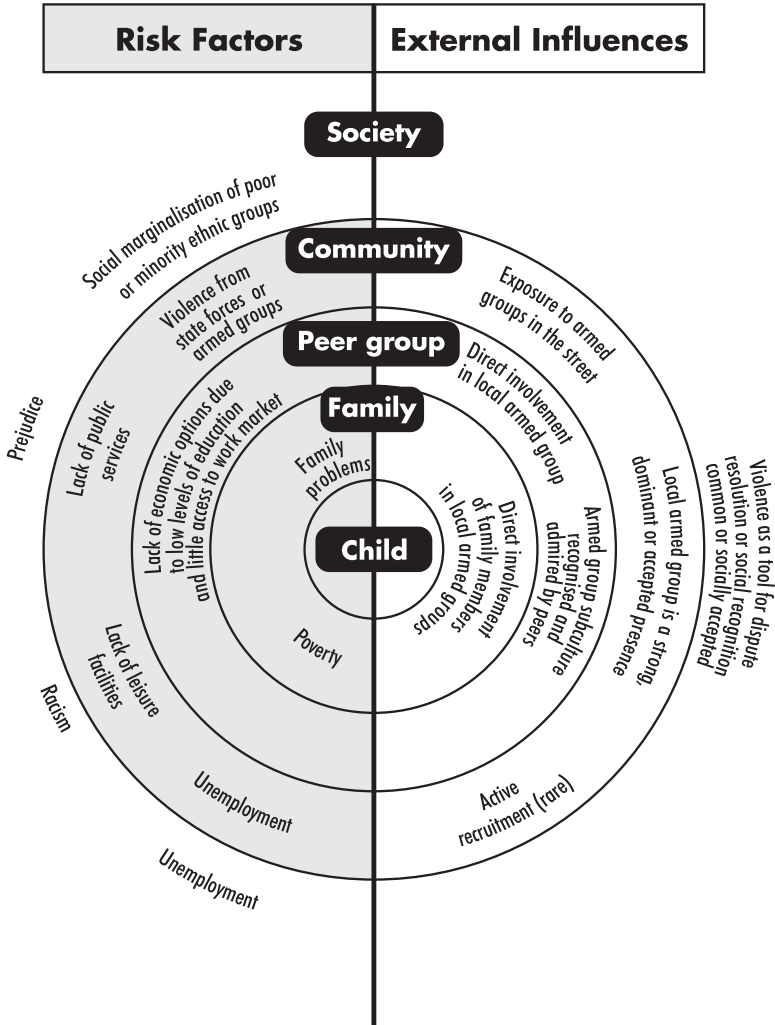 Risk Factors
External Influences
Society
Social marginalisation of poor
or minority ethnic groups
Prejudice
Racism
Unemployment
Violence as a tool for dispute
resolution or social recognition
common or socially accepted
Community
Violence from
state forces or
armed groups
Lack of public
services
Lack of leisure
facilities
Unemployment
Exposure to armed
groups in the street
Local armed group is a strong,
dominant or accepted presence
Active
recruitment (rare)
Peer group
Lack of economic options due
to low levels of education
and little access to work market
Direct involvement
in local armed group
Armed group subculture
recognised and
admired by peers
Family
Family
problems
Poverty
Direct involvement
of family members
in local armed groups
Child